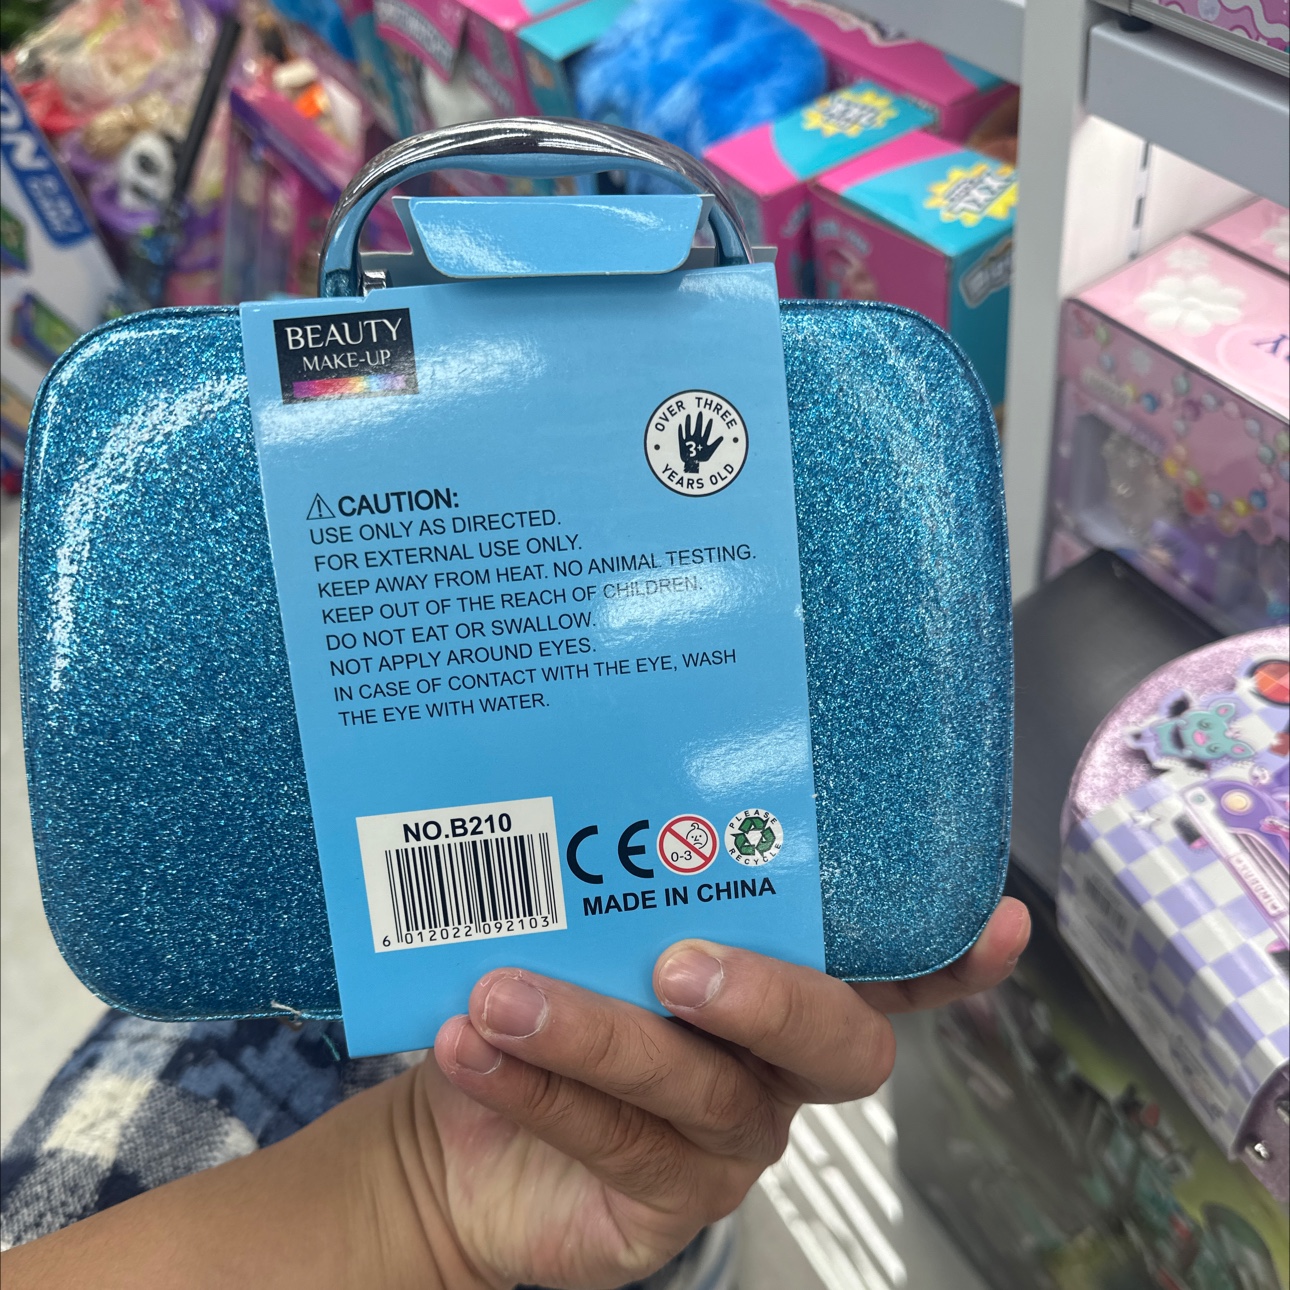 BEAUTY
MAKE-UP
OVER THREE
3+
YEARS OLD
CAUTION:
USE ONLY AS DIRECTED.
FOR EXTERNAL USE ONLY.
KEEP AWAY FROM HEAT. NO ANIMAL TESTING.
KEEP OUT OF THE REACH OF CHILDREN.
DO NOT EAT OR SWALLOW.
NOT APPLY AROUND EYES.
IN CASE OF CONTACT WITH THE EYE, WASH
THE EYE WITH WATER.
NO.B210
6 012022 092103
CE
0-3
PLEASE
RECYCLE
MADE IN CHINA